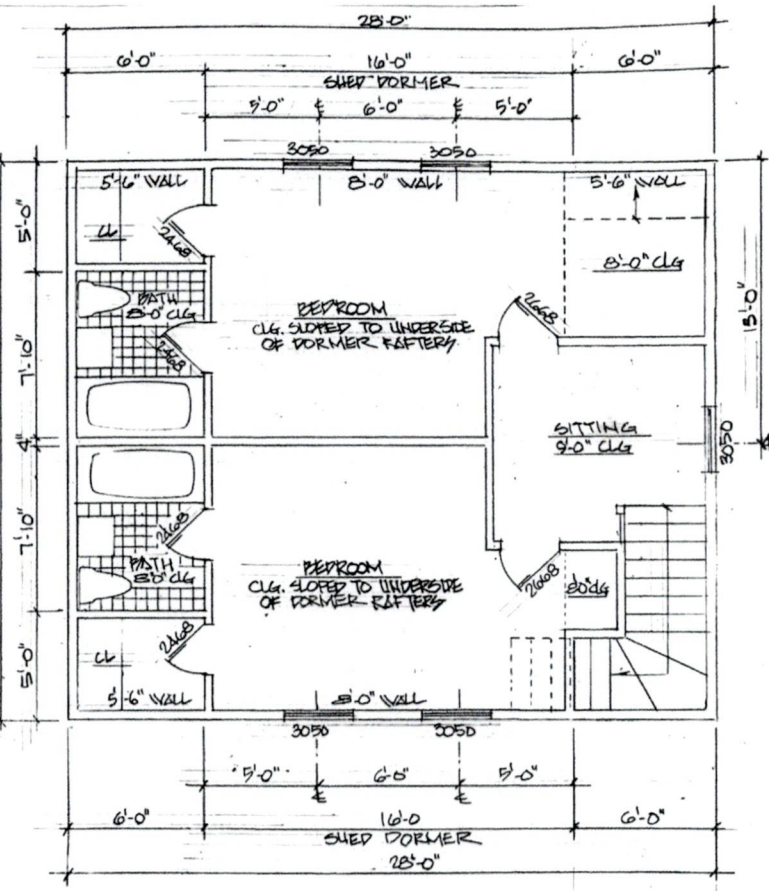 28'-0"
6'-0" 16'-0" 6'-0"
SHED DORMER
5'-0" 6'-0" 5'-0"
3050 3050
5'-6" WALL 8'-0" WALL 5'-6" WALL
5'-0"
CL
2468
8'-0" CLG
BATH
8'-0" CLG
2468
7'-10"
BEDROOM
CLG. SLOPED TO UNDERSIDE
OF DORMER RAFTERS
2668
13'-0"
SITTING
9'-0" CLG
3050
4"
7'-10"
2468
BATH
8'-0" CLG
BEDROOM
CLG. SLOPED TO UNDERSIDE
OF DORMER RAFTERS
2668
8'-0" CLG
5'-0"
CL
2468
5'-6" WALL 8'-0" WALL
3050 3050
5'-0" 6'-0" 5'-0"
6'-0" 16'-0 6'-0"
SHED DORMER
28'-0"